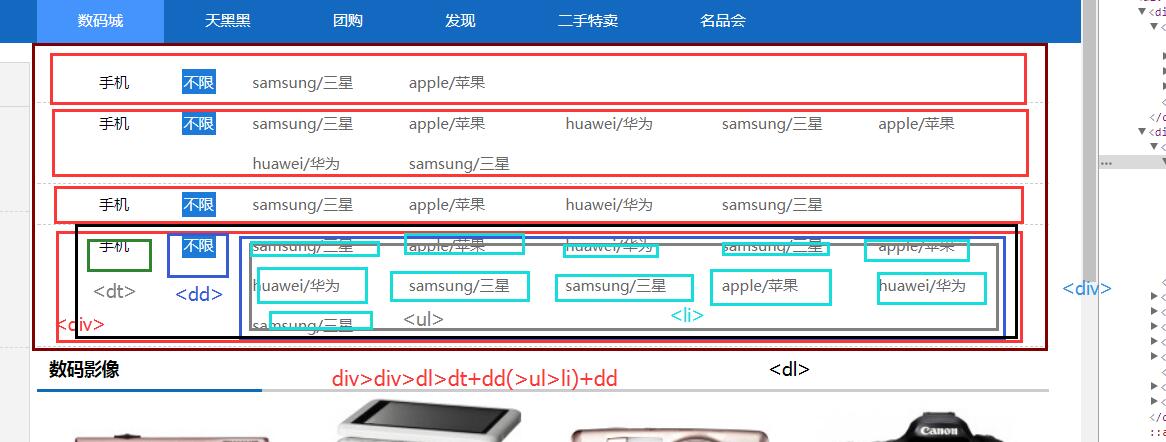 数码城 天黑黑 团购 发现 二手特卖 名品会
手机 不限 samsung/三星 apple/苹果
手机 不限 samsung/三星 apple/苹果 huawei/华为 samsung/三星 apple/苹果
huawei/华为 samsung/三星
手机 不限 samsung/三星 apple/苹果 huawei/华为 samsung/三星
手机 不限 samsung/三星 apple/苹果 huawei/华为 samsung/三星 apple/苹果
<dt> <dd> huawei/华为 samsung/三星 samsung/三星 apple/苹果 huawei/华为 <div>
<div> samsung/三星 <ul> <li>
数码影像 <dl>
div>div>dl>dt+dd(>ul>li)+dd
Canon